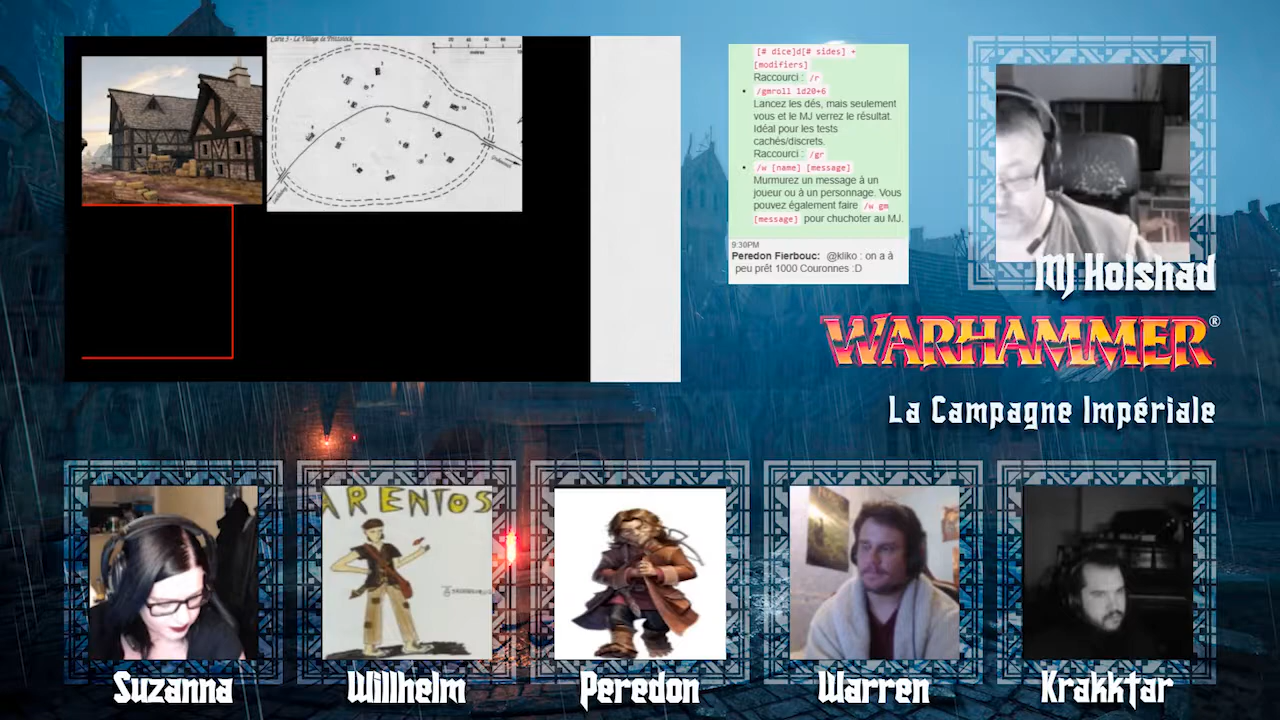 Carte 5 - Le Village de
mètres
[# dice]d[# sides] +
[modifiers]
Raccourci : /r
/gmroll 1d20+6
Lancez les dés, mais seulement
vous et le MJ verrez le résultat.
Idéal pour les tests
cachés/discrets.
Raccourci : /gr
/w [name] [message]
Murmurez un message à un
joueur ou à un personnage. Vous
pouvez également faire /w gm
[message] pour chuchoter au MJ.
9:30PM
Peredon Fierbouc: @kliko : on a à
peu prêt 1000 Couronnes :D
MJ Holshad
WARHAMMER®
La Campagne Impériale
ARENTOS
Suzanna
Willhelm
Peredon
Warren
Krakktar